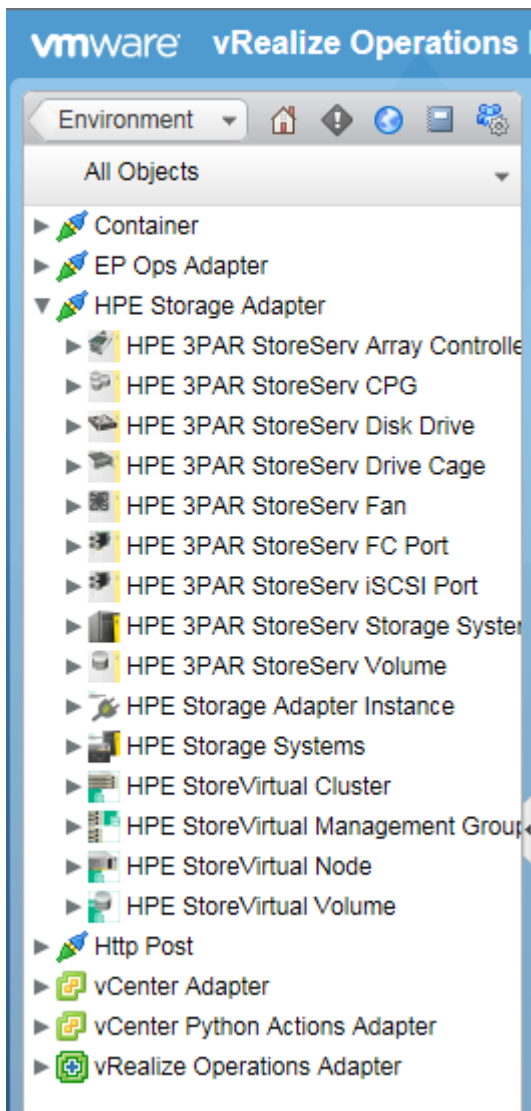 vmware vRealize Operations
Environment
All Objects
Container
EP Ops Adapter
HPE Storage Adapter
HPE 3PAR StoreServ Array Controlle
HPE 3PAR StoreServ CPG
HPE 3PAR StoreServ Disk Drive
HPE 3PAR StoreServ Drive Cage
HPE 3PAR StoreServ Fan
HPE 3PAR StoreServ FC Port
HPE 3PAR StoreServ iSCSI Port
HPE 3PAR StoreServ Storage System
HPE 3PAR StoreServ Volume
HPE Storage Adapter Instance
HPE Storage Systems
HPE StoreVirtual Cluster
HPE StoreVirtual Management Group
HPE StoreVirtual Node
HPE StoreVirtual Volume
Http Post
vCenter Adapter
vCenter Python Actions Adapter
vRealize Operations Adapter